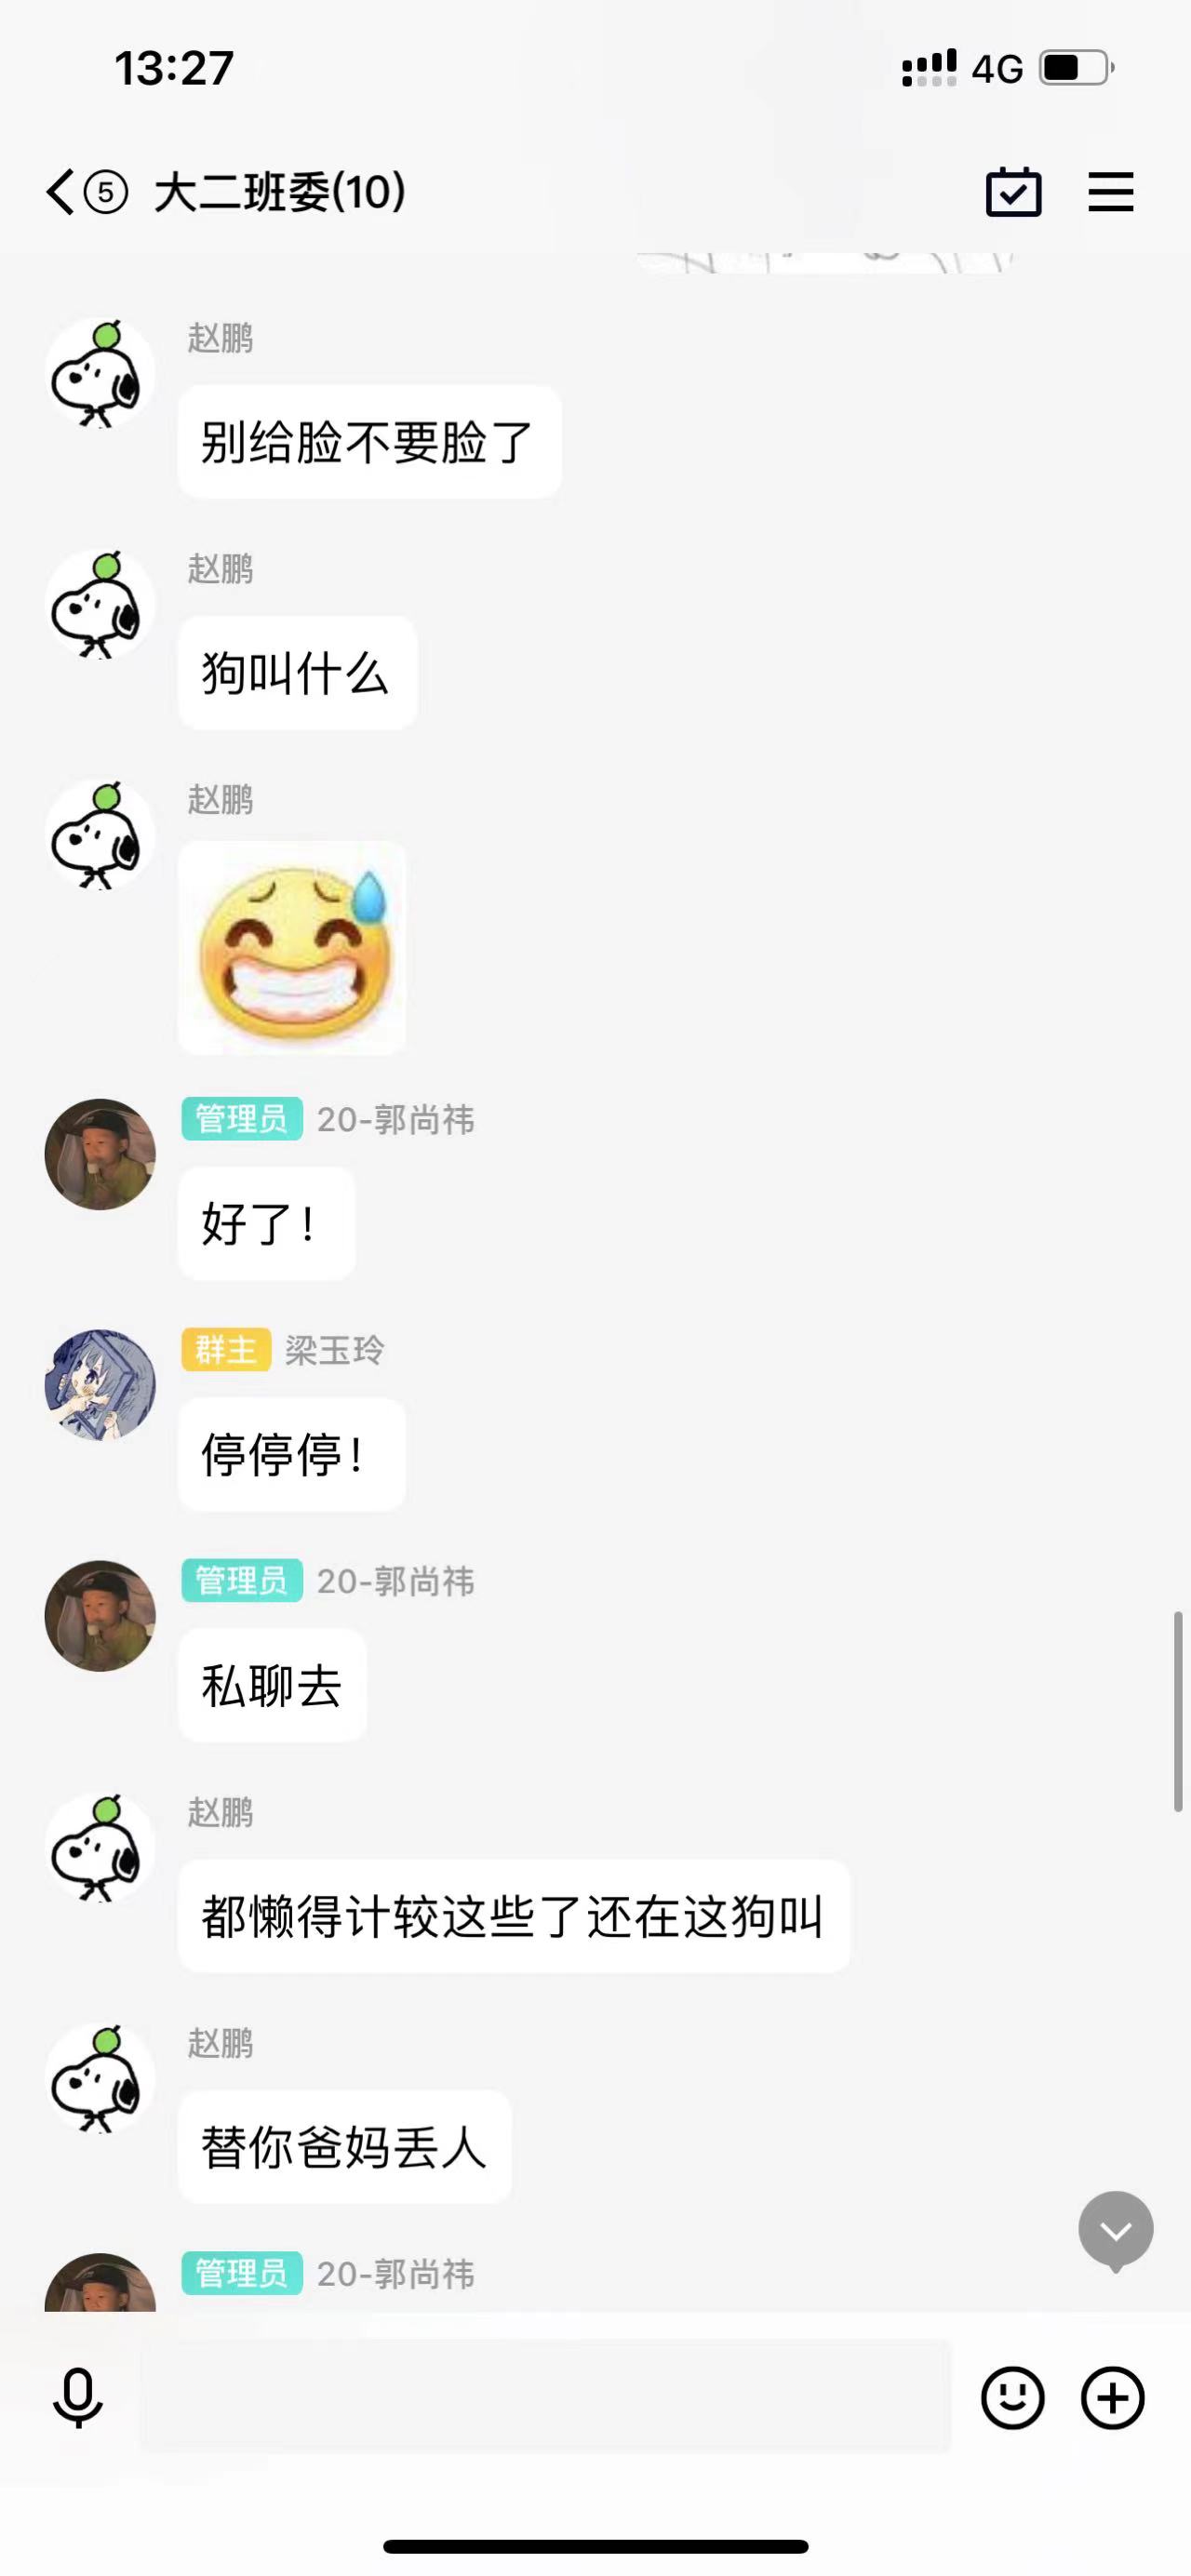 13:27
4G
5
大二班委(10)
赵鹏
别给脸不要脸了
赵鹏
狗叫什么
赵鹏
管理员 20-郭尚祎
好了!
群主 梁玉玲
停停停!
管理员 20-郭尚祎
私聊去
赵鹏
都懒得计较这些了还在这狗叫
赵鹏
替你爸妈丢人
管理员 20-郭尚祎